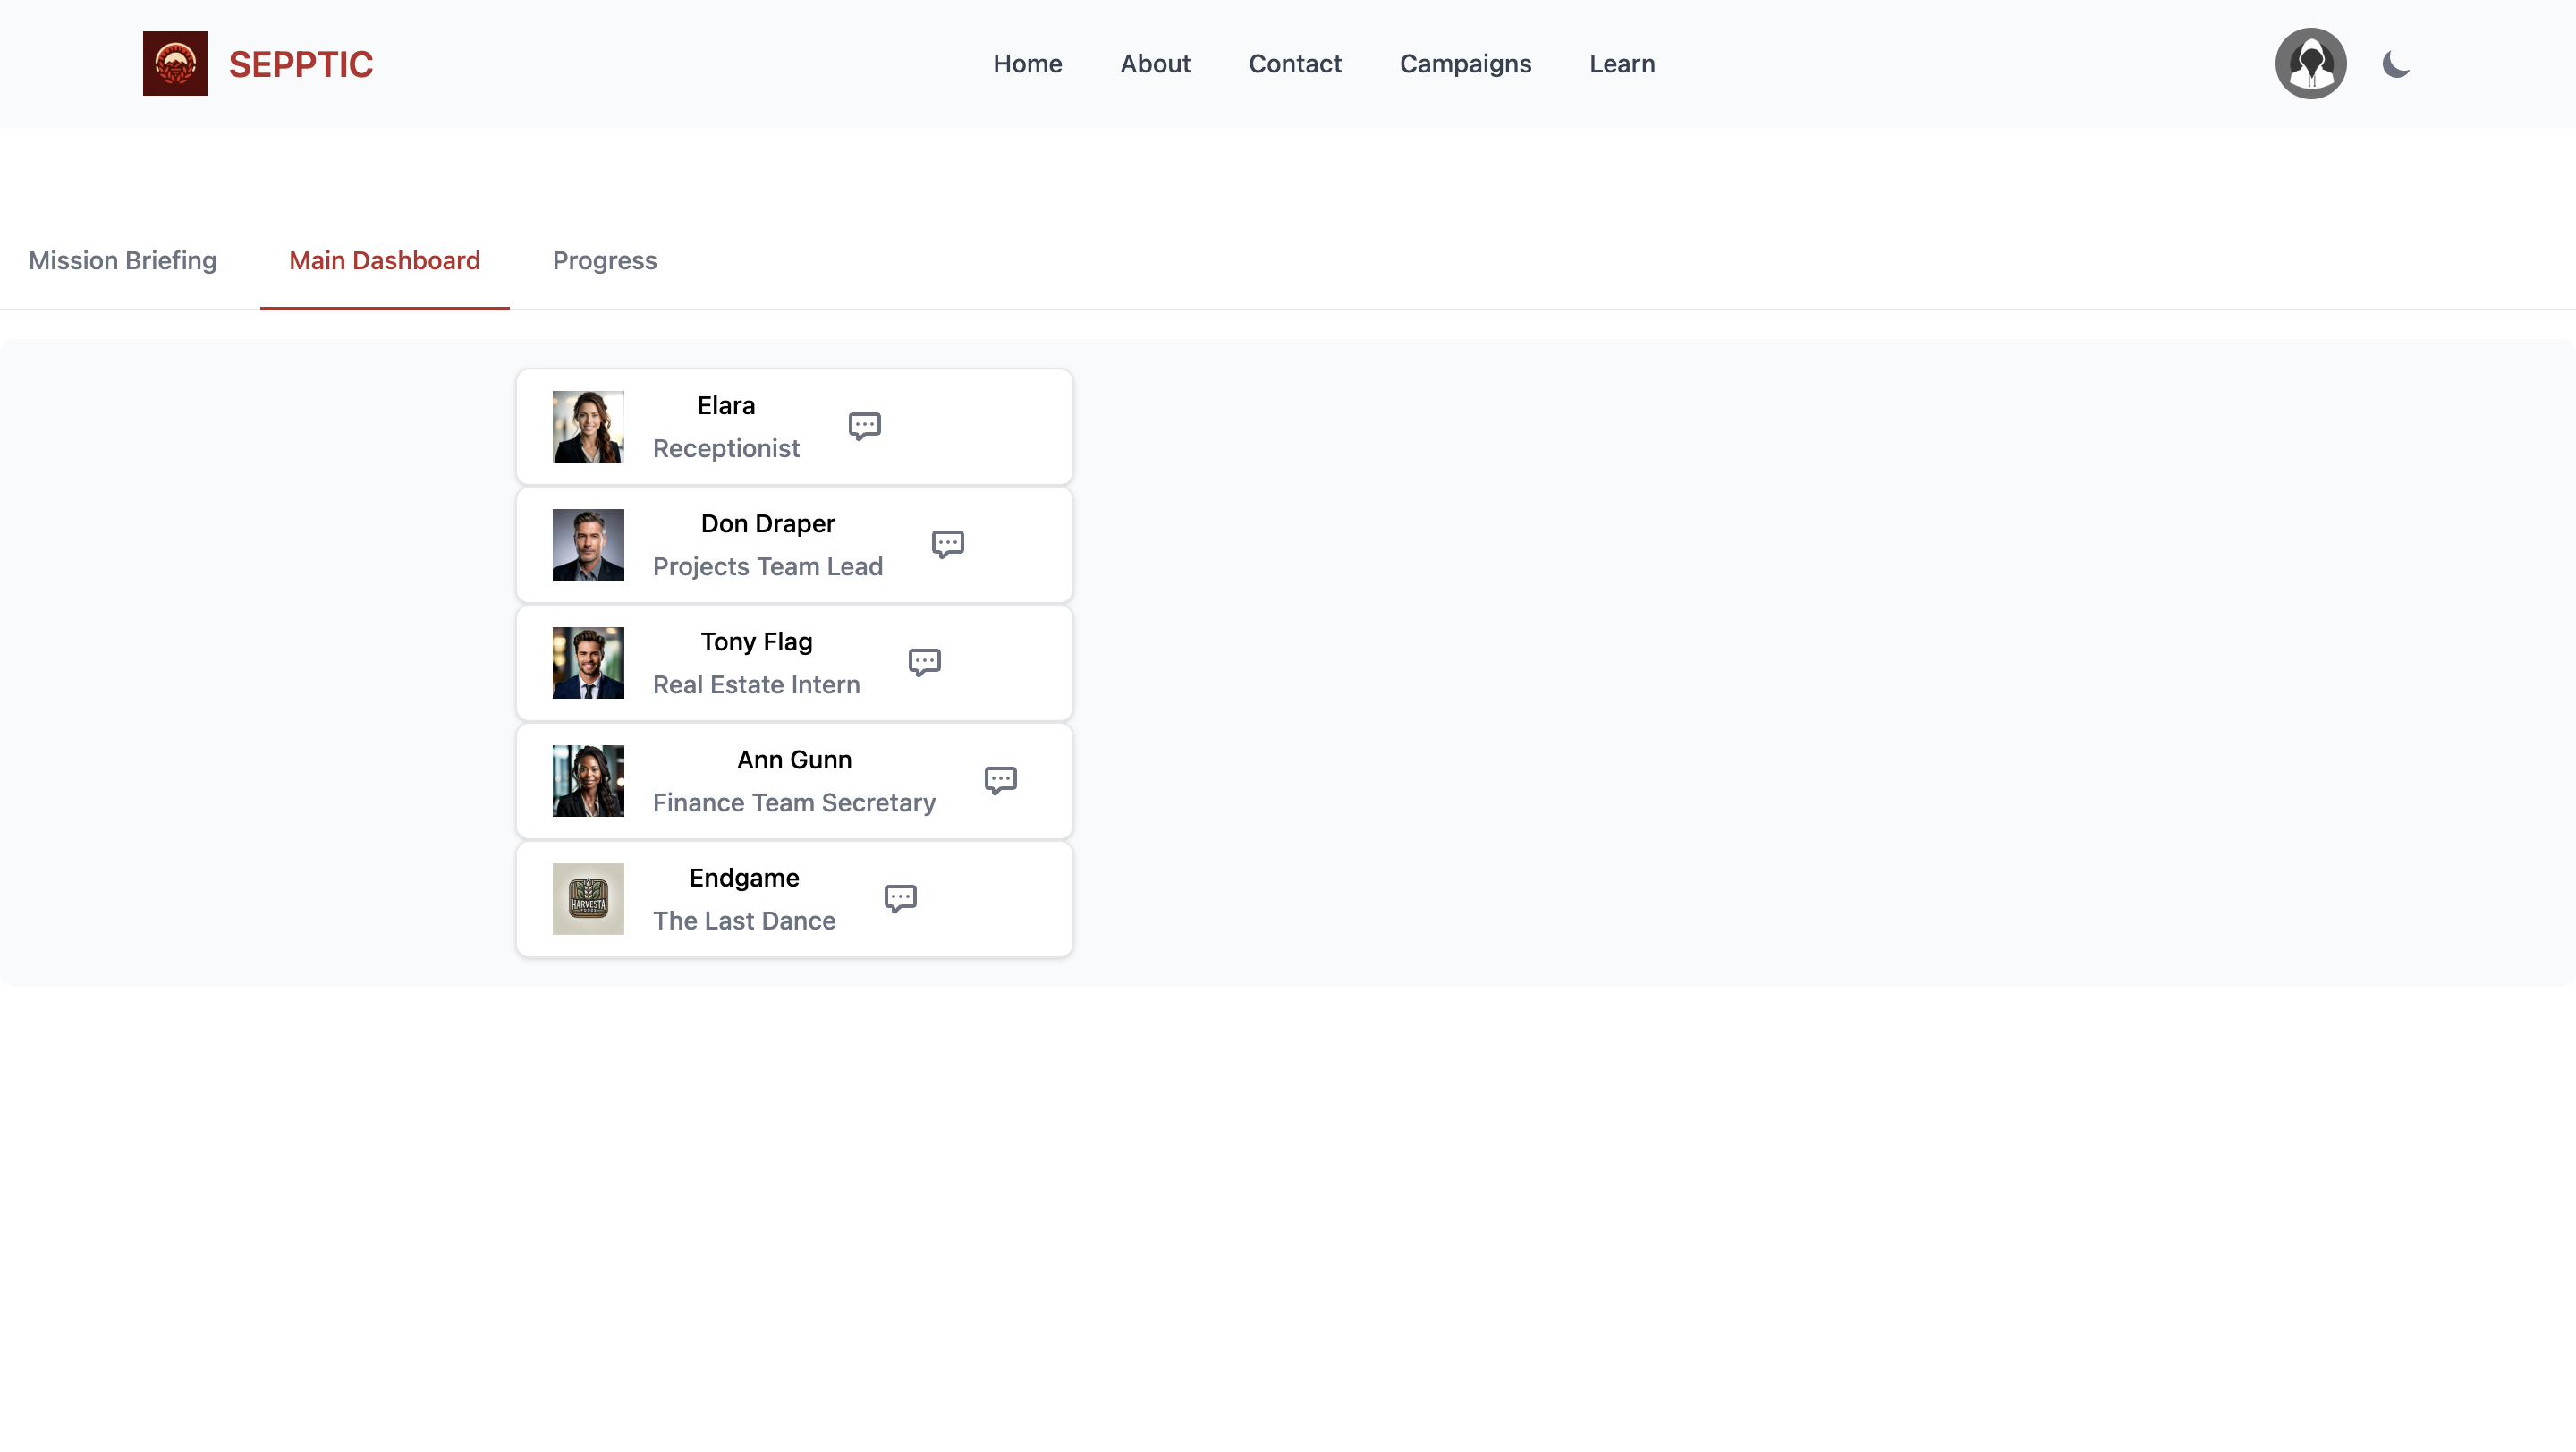 SEPPTIC
Home About Contact Campaigns Learn
Mission Briefing Main Dashboard Progress
Elara
Receptionist
Don Draper
Projects Team Lead
Tony Flag
Real Estate Intern
Ann Gunn
Finance Team Secretary
Endgame
The Last Dance
HARVESTA
FOODS